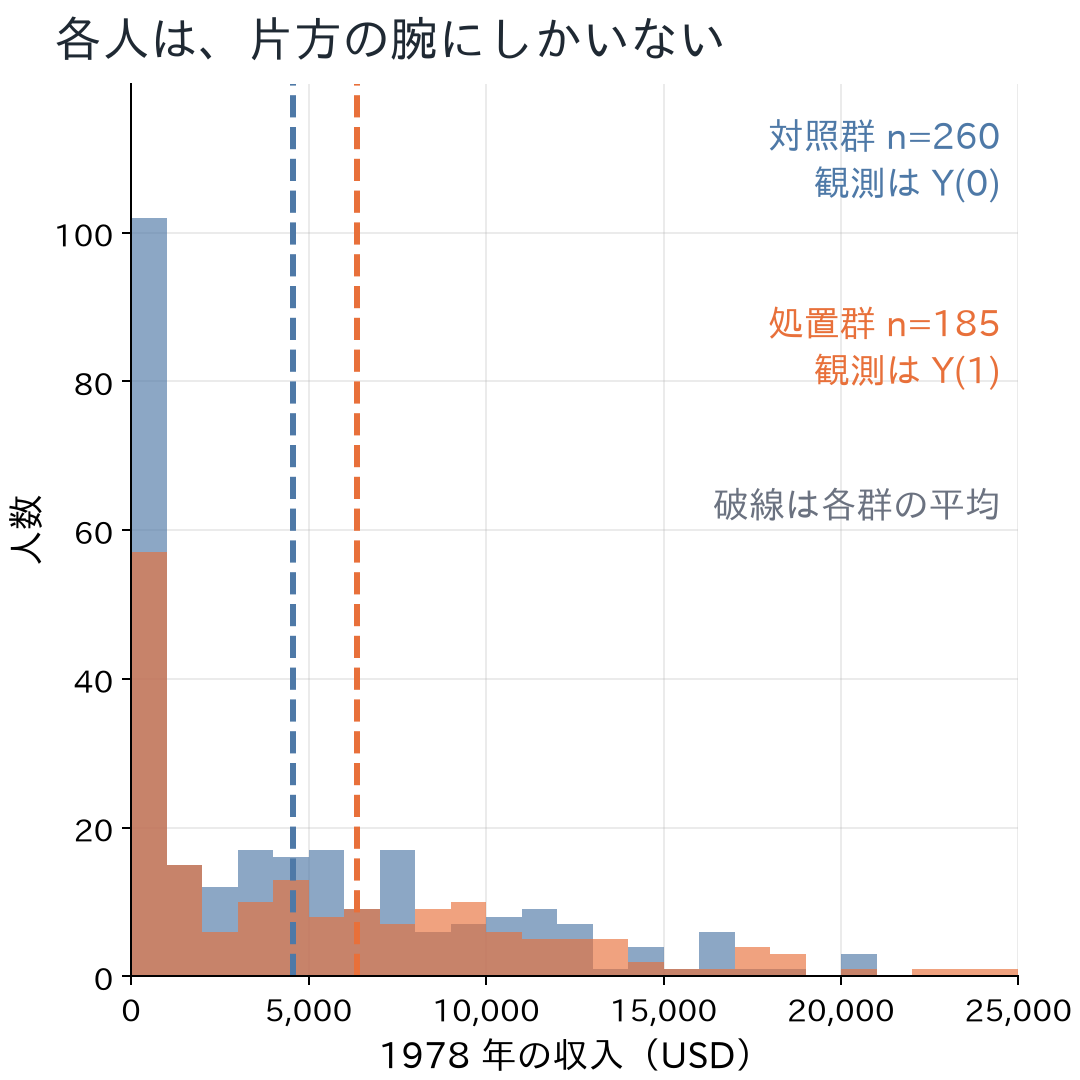 各人は、片方の腕にしかいない
対照群 n=260
観測は Y(0)
処置群 n=185
観測は Y(1)
破線は各群の平均
人数
100
80
60
40
20
0
0 5,000 10,000 15,000 20,000 25,000
1978 年の収入（USD）